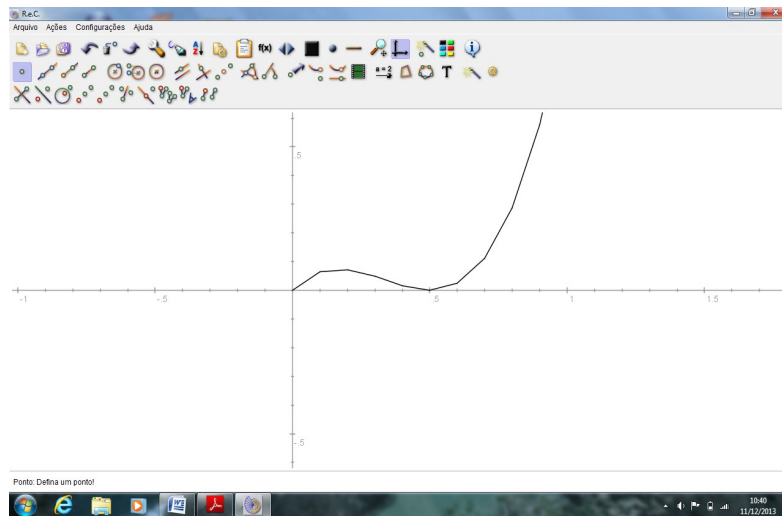 R.e.C.
Arquivo Ações Configurações Ajuda
f(x)
a=2
T
.5
-1
-.5
.5
1
1.5
-.5
Ponto: Defina um ponto!
10:40
11/12/2013